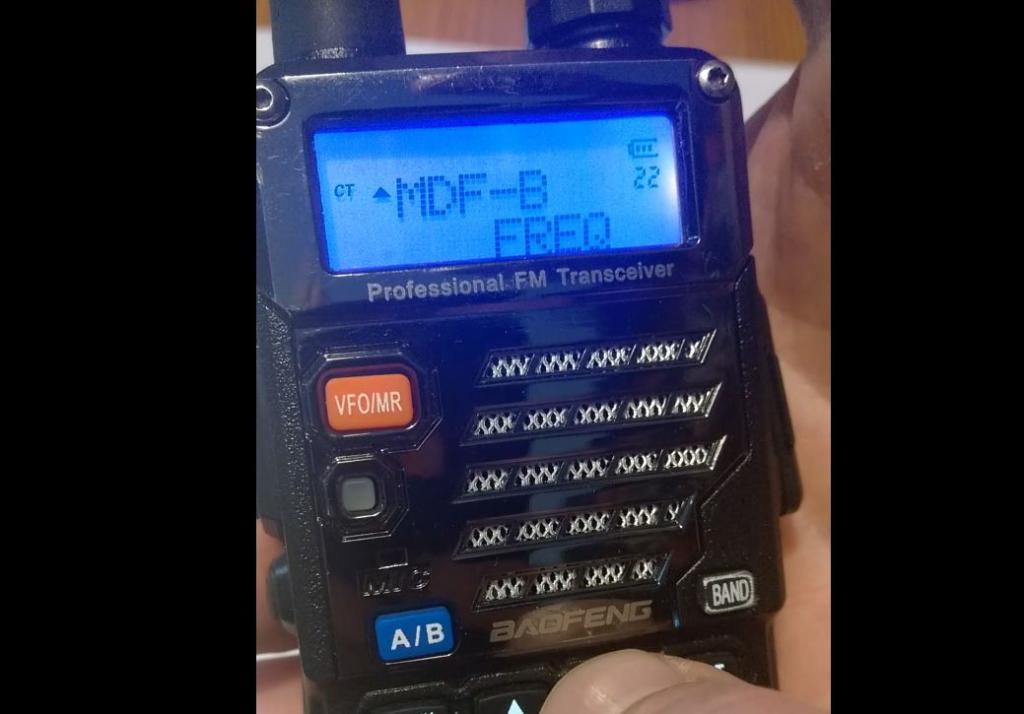 CT ▲MDF-B 22
FREQ
Professional FM Transceiver
VFO/MR
MIC
A/B BAOFENG BAND